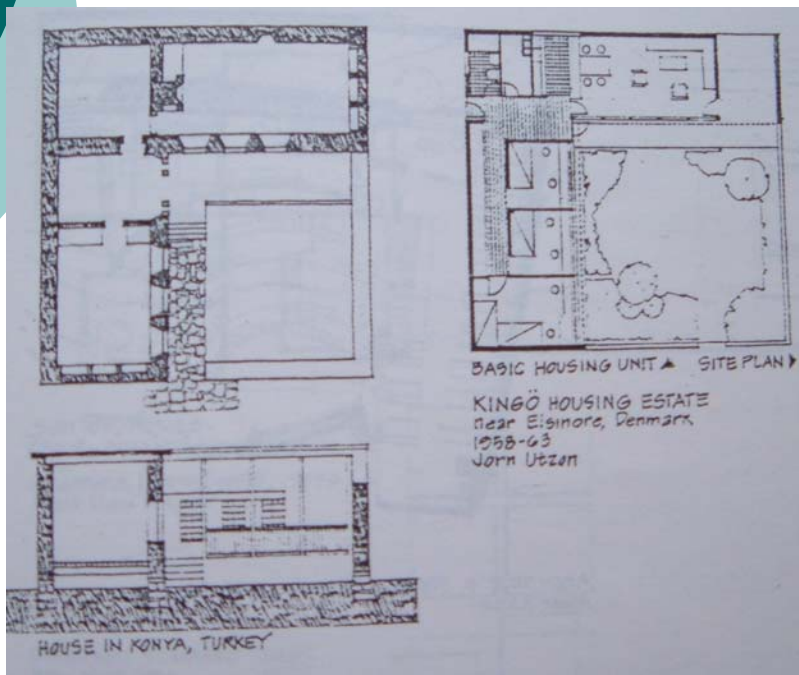 BASIC HOUSING UNIT ▲ SITE PLAN ▶
KINGÖ HOUSING ESTATE
near Elsinore, Denmark
1958-63
Jorn Utzon
HOUSE IN KONYA, TURKEY